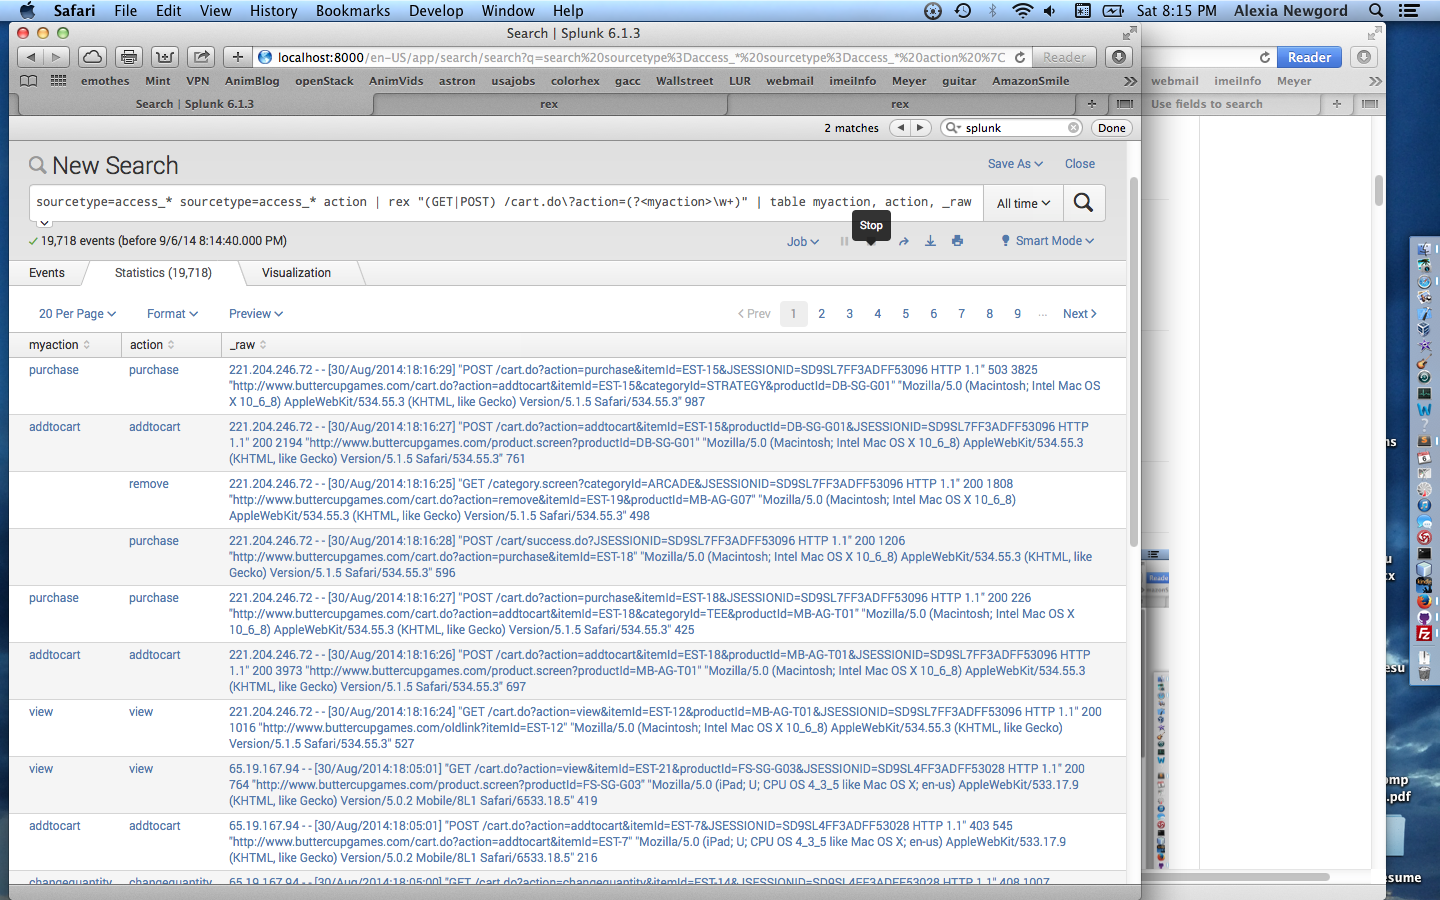 Safari File Edit View History Bookmarks Develop Window Help Sat 8:15 PM Alexia Newgord
Search | Splunk 6.1.3
localhost:8000/en-US/app/search/search?q=search%20sourcetype%3Daccess_*%20sourcetype%3Daccess_*%20action%20%7C Reader Reader
emothes Mint VPN AnimBlog openStack AnimVids astron usajobs colorhex gacc Wallstreet LUR webmail imeiInfo Meyer guitar AmazonSmile webmail imeiInfo Meyer
Search | Splunk 6.1.3 rex rex Use fields to search
2 matches splunk Done
New Search Save As Close
sourcetype=access_* sourcetype=access_* action | rex "(GET|POST) /cart.do\?action=(?<myaction>\w+)" | table myaction, action, _raw All time
Stop
19,718 events (before 9/6/14 8:14:40.000 PM) Job Smart Mode
Events Statistics (19,718) Visualization
20 Per Page Format Preview Prev 1 2 3 4 5 6 7 8 9 ... Next
myaction action _raw
purchase purchase 221.204.246.72 - - [30/Aug/2014:18:16:29] "POST /cart.do?action=purchase&itemId=EST-15&JSESSIONID=SD9SL7FF3ADFF53096 HTTP 1.1" 503 3825
"http://www.buttercupgames.com/cart.do?action=addtocart&itemId=EST-15&categoryId=STRATEGY&productId=DB-SG-G01" "Mozilla/5.0 (Macintosh; Intel Mac OS
X 10_6_8) AppleWebKit/534.55.3 (KHTML, like Gecko) Version/5.1.5 Safari/534.55.3" 987
addtocart addtocart 221.204.246.72 - - [30/Aug/2014:18:16:27] "POST /cart.do?action=addtocart&itemId=EST-15&productId=DB-SG-G01&JSESSIONID=SD9SL7FF3ADFF53096 HTTP
1.1" 200 2194 "http://www.buttercupgames.com/product.screen?productId=DB-SG-G01" "Mozilla/5.0 (Macintosh; Intel Mac OS X 10_6_8) AppleWebKit/534.55.3
(KHTML, like Gecko) Version/5.1.5 Safari/534.55.3" 761
remove 221.204.246.72 - - [30/Aug/2014:18:16:25] "GET /category.screen?categoryId=ARCADE&JSESSIONID=SD9SL7FF3ADFF53096 HTTP 1.1" 200 1808
"http://www.buttercupgames.com/cart.do?action=remove&itemId=EST-19&productId=MB-AG-G07" "Mozilla/5.0 (Macintosh; Intel Mac OS X 10_6_8)
AppleWebKit/534.55.3 (KHTML, like Gecko) Version/5.1.5 Safari/534.55.3" 498
purchase 221.204.246.72 - - [30/Aug/2014:18:16:28] "POST /cart/success.do?JSESSIONID=SD9SL7FF3ADFF53096 HTTP 1.1" 200 1206
"http://www.buttercupgames.com/cart.do?action=purchase&itemId=EST-18" "Mozilla/5.0 (Macintosh; Intel Mac OS X 10_6_8) AppleWebKit/534.55.3 (KHTML, like
Gecko) Version/5.1.5 Safari/534.55.3" 596
purchase purchase 221.204.246.72 - - [30/Aug/2014:18:16:27] "POST /cart.do?action=purchase&itemId=EST-18&JSESSIONID=SD9SL7FF3ADFF53096 HTTP 1.1" 200 226
"http://www.buttercupgames.com/cart.do?action=addtocart&itemId=EST-18&categoryId=TEE&productId=MB-AG-T01" "Mozilla/5.0 (Macintosh; Intel Mac OS X
10_6_8) AppleWebKit/534.55.3 (KHTML, like Gecko) Version/5.1.5 Safari/534.55.3" 425
addtocart addtocart 221.204.246.72 - - [30/Aug/2014:18:16:26] "POST /cart.do?action=addtocart&itemId=EST-18&productId=MB-AG-T01&JSESSIONID=SD9SL7FF3ADFF53096 HTTP
1.1" 200 3973 "http://www.buttercupgames.com/product.screen?productId=MB-AG-T01" "Mozilla/5.0 (Macintosh; Intel Mac OS X 10_6_8) AppleWebKit/534.55.3
(KHTML, like Gecko) Version/5.1.5 Safari/534.55.3" 697
view view 221.204.246.72 - - [30/Aug/2014:18:16:24] "GET /cart.do?action=view&itemId=EST-12&productId=MB-AG-T01&JSESSIONID=SD9SL7FF3ADFF53096 HTTP 1.1" 200
1016 "http://www.buttercupgames.com/oldlink?itemId=EST-12" "Mozilla/5.0 (Macintosh; Intel Mac OS X 10_6_8) AppleWebKit/534.55.3 (KHTML, like Gecko)
Version/5.1.5 Safari/534.55.3" 527
view view 65.19.167.94 - - [30/Aug/2014:18:05:01] "GET /cart.do?action=view&itemId=EST-21&productId=FS-SG-G03&JSESSIONID=SD9SL4FF3ADFF53028 HTTP 1.1" 200
764 "http://www.buttercupgames.com/product.screen?productId=FS-SG-G03" "Mozilla/5.0 (iPad; U; CPU OS 4_3_5 like Mac OS X; en-us) AppleWebKit/533.17.9
(KHTML, like Gecko) Version/5.0.2 Mobile/8L1 Safari/6533.18.5" 419
addtocart addtocart 65.19.167.94 - - [30/Aug/2014:18:05:01] "POST /cart.do?action=addtocart&itemId=EST-7&JSESSIONID=SD9SL4FF3ADFF53028 HTTP 1.1" 403 545
"http://www.buttercupgames.com/cart.do?action=addtocart&itemId=EST-7" "Mozilla/5.0 (iPad; U; CPU OS 4_3_5 like Mac OS X; en-us) AppleWebKit/533.17.9
(KHTML, like Gecko) Version/5.0.2 Mobile/8L1 Safari/6533.18.5" 216
changequantity changequantity 65.19.167.94 - - [30/Aug/2014:18:05:00] "GET /cart.do?action=changequantity&itemId=EST-14&JSESSIONID=SD9SL4FF3ADFF53028 HTTP 1.1" 408 1007